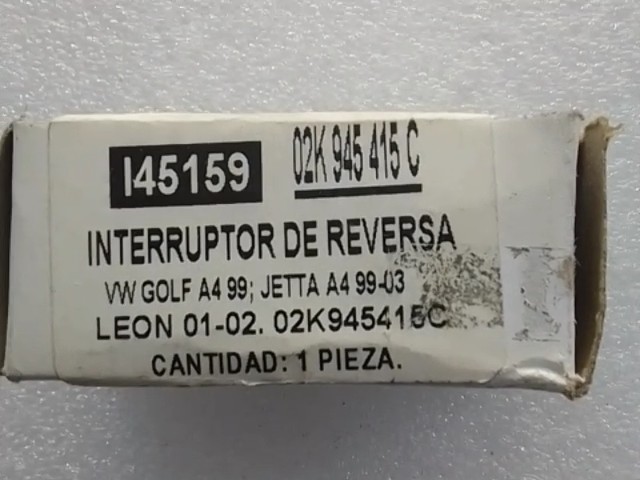 I45159 02K 945 415 C
INTERRUPTOR DE REVERSA
VW GOLF A4 99; JETTA A4 99-03
LEON 01-02. 02K945415C
CANTIDAD: 1 PIEZA.